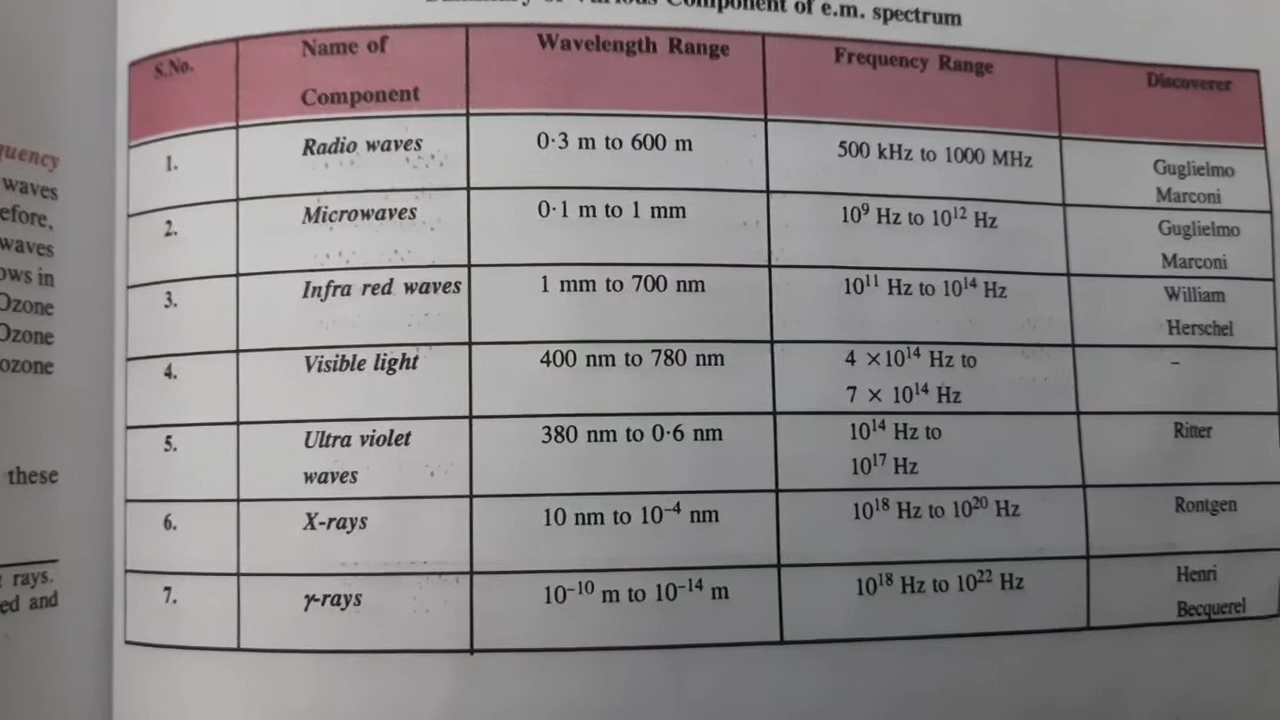 of Various Component of e.m. spectrum
S.No.
Name of
Component
Wavelength Range
Frequency Range
Discoverer
1.
Radio waves
0·3 m to 600 m
500 kHz to 1000 MHz
Guglielmo
Marconi
2.
Microwaves
0·1 m to 1 mm
10⁹ Hz to 10¹² Hz
Guglielmo
Marconi
3.
Infra red waves
1 mm to 700 nm
10¹¹ Hz to 10¹⁴ Hz
William
Herschel
4.
Visible light
400 nm to 780 nm
4 ×10¹⁴ Hz to
7 × 10¹⁴ Hz
–
5.
Ultra violet
waves
380 nm to 0·6 nm
10¹⁴ Hz to
10¹⁷ Hz
Ritter
6.
X-rays
10 nm to 10⁻⁴ nm
10¹⁸ Hz to 10²⁰ Hz
Rontgen
7.
γ-rays
10⁻¹⁰ m to 10⁻¹⁴ m
10¹⁸ Hz to 10²² Hz
Henri
Becquerel
quency
waves
efore,
waves
ows in
Ozone
Ozone
ozone
these
rays.
ed and